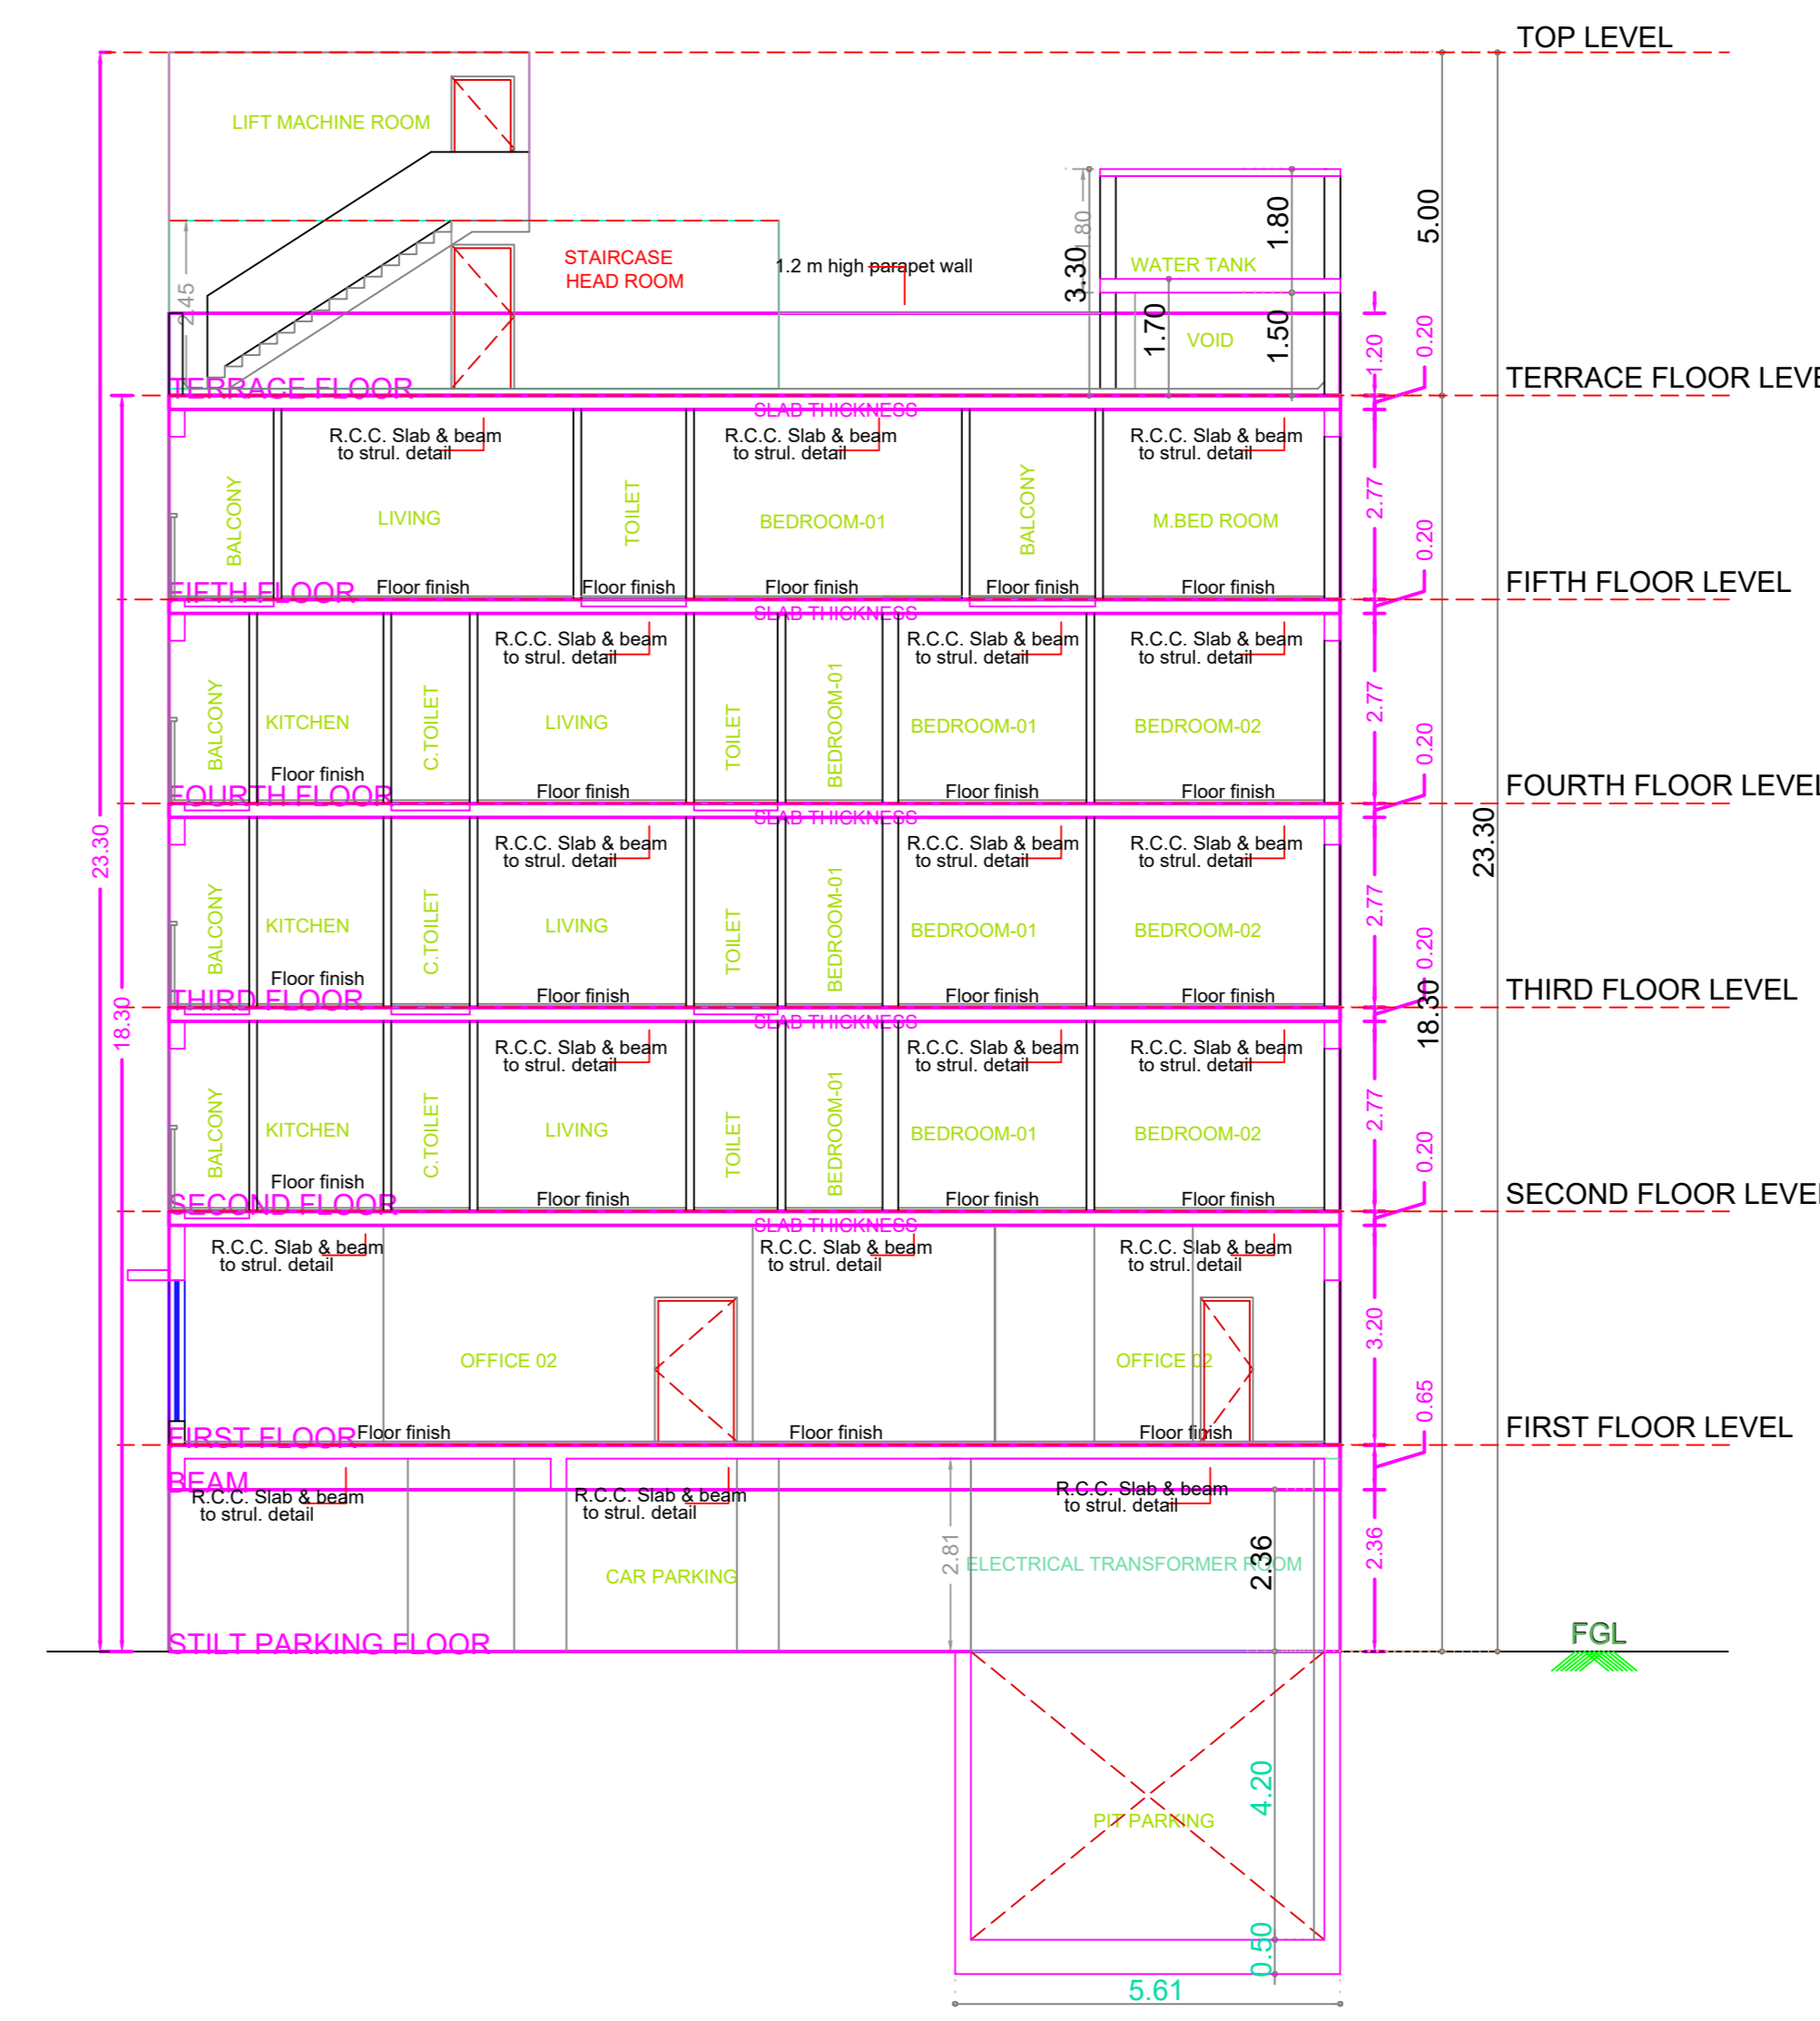 TOP LEVEL
LIFT MACHINE ROOM
5.00
1.80
1.80
3.30
STAIRCASE
HEAD ROOM
1.2 m high parapet wall
WATER TANK
2.45
1.70
1.50
VOID
1.20
0.20
TERRACE FLOOR
TERRACE FLOOR LEVE
SLAB THICKNESS
R.C.C. Slab & beam
to strul. detail
R.C.C. Slab & beam
to strul. detail
R.C.C. Slab & beam
to strul. detail
BALCONY
LIVING
TOILET
BEDROOM-01
BALCONY
M.BED ROOM
2.77
0.20
Floor finish
Floor finish
Floor finish
Floor finish
Floor finish
FIFTH FLOOR
FIFTH FLOOR LEVEL
SLAB THICKNESS
R.C.C. Slab & beam
to strul. detail
R.C.C. Slab & beam
to strul. detail
R.C.C. Slab & beam
to strul. detail
BALCONY
KITCHEN
C.TOILET
LIVING
TOILET
BEDROOM-01
BEDROOM-01
BEDROOM-02
2.77
0.20
Floor finish
Floor finish
Floor finish
Floor finish
FOURTH FLOOR
FOURTH FLOOR LEVEL
SLAB THICKNESS
23.30
23.30
R.C.C. Slab & beam
to strul. detail
R.C.C. Slab & beam
to strul. detail
R.C.C. Slab & beam
to strul. detail
BALCONY
KITCHEN
C.TOILET
LIVING
TOILET
BEDROOM-01
BEDROOM-01
BEDROOM-02
2.77
0.20
Floor finish
Floor finish
Floor finish
Floor finish
THIRD FLOOR
THIRD FLOOR LEVEL
18.30
18.30
SLAB THICKNESS
R.C.C. Slab & beam
to strul. detail
R.C.C. Slab & beam
to strul. detail
R.C.C. Slab & beam
to strul. detail
BALCONY
KITCHEN
C.TOILET
LIVING
TOILET
BEDROOM-01
BEDROOM-01
BEDROOM-02
2.77
0.20
Floor finish
Floor finish
Floor finish
Floor finish
SECOND FLOOR
SECOND FLOOR LEVEL
SLAB THICKNESS
R.C.C. Slab & beam
to strul. detail
R.C.C. Slab & beam
to strul. detail
R.C.C. Slab & beam
to strul. detail
OFFICE 02
OFFICE 02
3.20
0.65
Floor finish
Floor finish
Floor finish
FIRST FLOOR
FIRST FLOOR LEVEL
BEAM
R.C.C. Slab & beam
to strul. detail
R.C.C. Slab & beam
to strul. detail
R.C.C. Slab & beam
to strul. detail
CAR PARKING
2.81
ELECTRICAL TRANSFORMER ROOM
2.36
2.36
STILT PARKING FLOOR
FGL
4.20
PIT PARKING
0.50
5.61